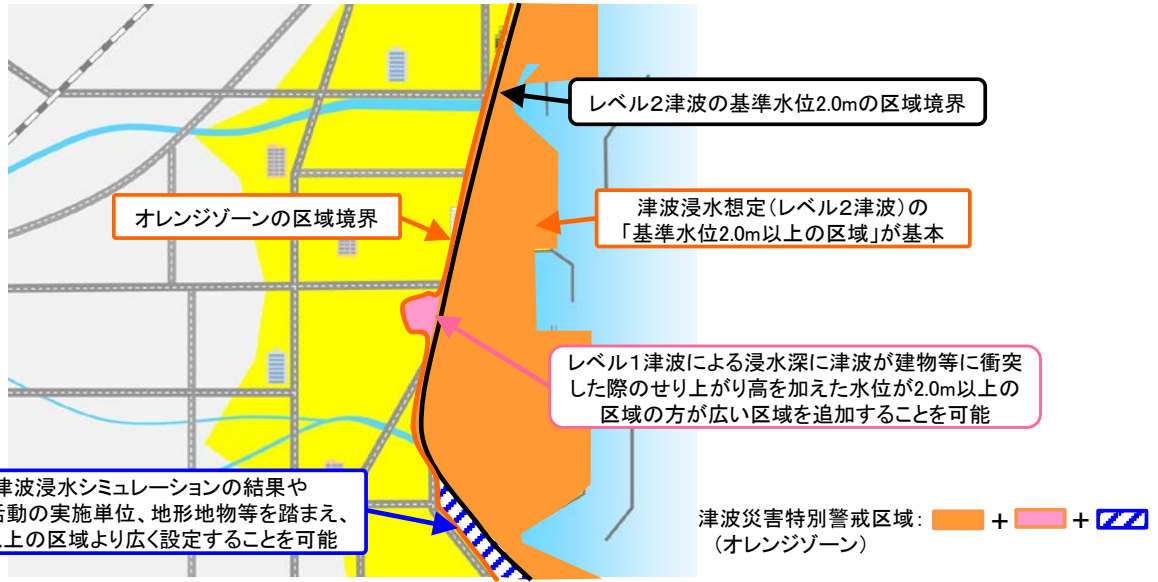 レベル2津波の基準水位2.0mの区域境界
オレンジゾーンの区域境界
津波浸水想定(レベル2津波)の
「基準水位2.0m以上の区域」が基本
レベル1津波による浸水深に津波が建物等に衝突
した際のせり上がり高を加えた水位が2.0m以上の
区域の方が広い区域を追加することを可能
津波浸水シミュレーションの結果や
活動の実施単位、地形地物等を踏まえ、
上の区域より広く設定することを可能
津波災害特別警戒区域: + +
(オレンジゾーン)